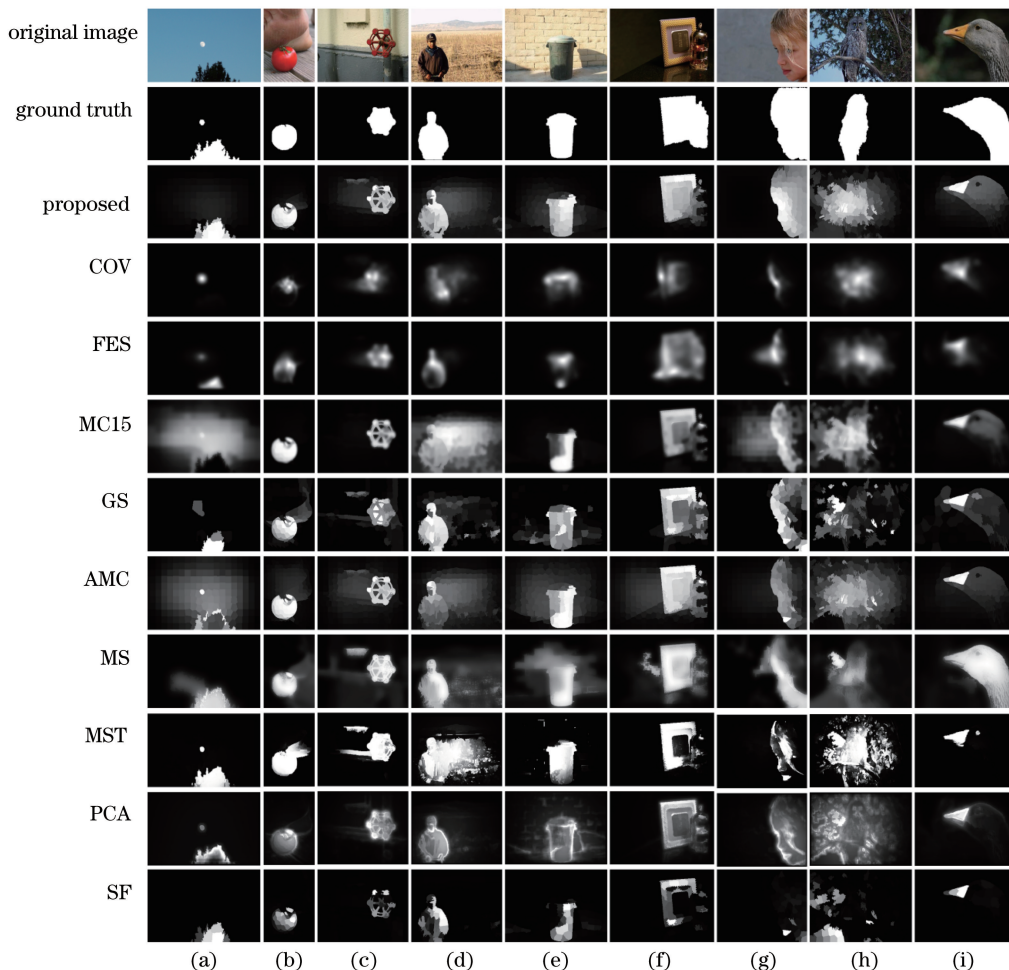 original image
ground truth
proposed
COV
FES
MC15
GS
AMC
MS
MST
PCA
SF
(a) (b) (c) (d) (e) (f) (g) (h) (i)